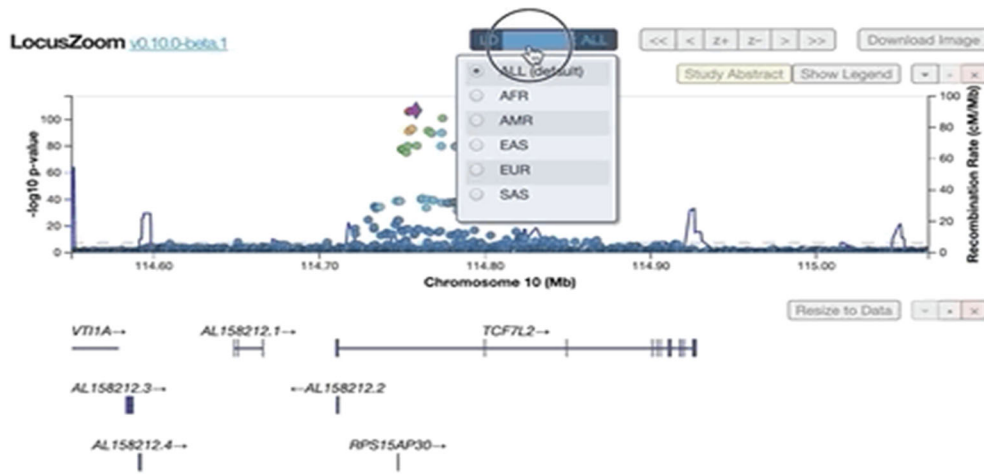 LocusZoom v0.10.0-beta.1
LD ALL
<< < z+ z- > >>
Download Image
ALL (default)
AFR
AMR
EAS
EUR
SAS
Study Abstract Show Legend
-log10 p-value
100
80
60
40
20
0
100
80
60
40
20
0
Recombination Rate (cM/Mb)
114.60 114.70 114.80 114.90 115.00
Chromosome 10 (Mb)
Resize to Data
VTI1A→ AL158212.1→ TCF7L2→
AL158212.3→ ←AL158212.2
AL158212.4→ RPS15AP30→